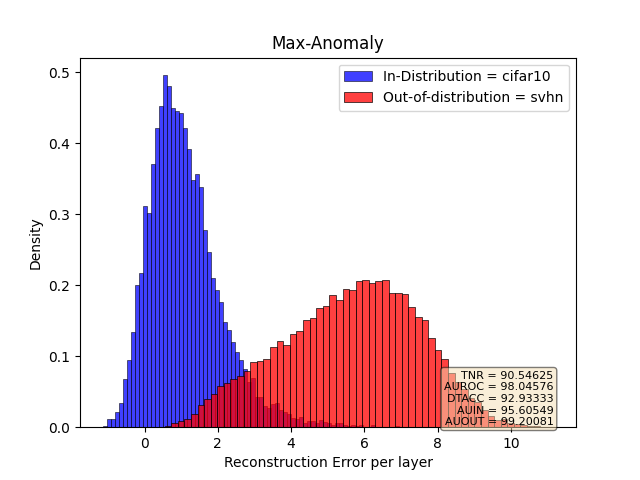 Max-Anomaly
In-Distribution = cifar10
Out-of-distribution = svhn
Density
0.5
0.4
0.3
0.2
0.1
0.0
TNR = 90.54625
AUROC = 98.04576
DTACC = 92.93333
AUIN = 95.60549
AUOUT = 99.20081
0 2 4 6 8 10
Reconstruction Error per layer